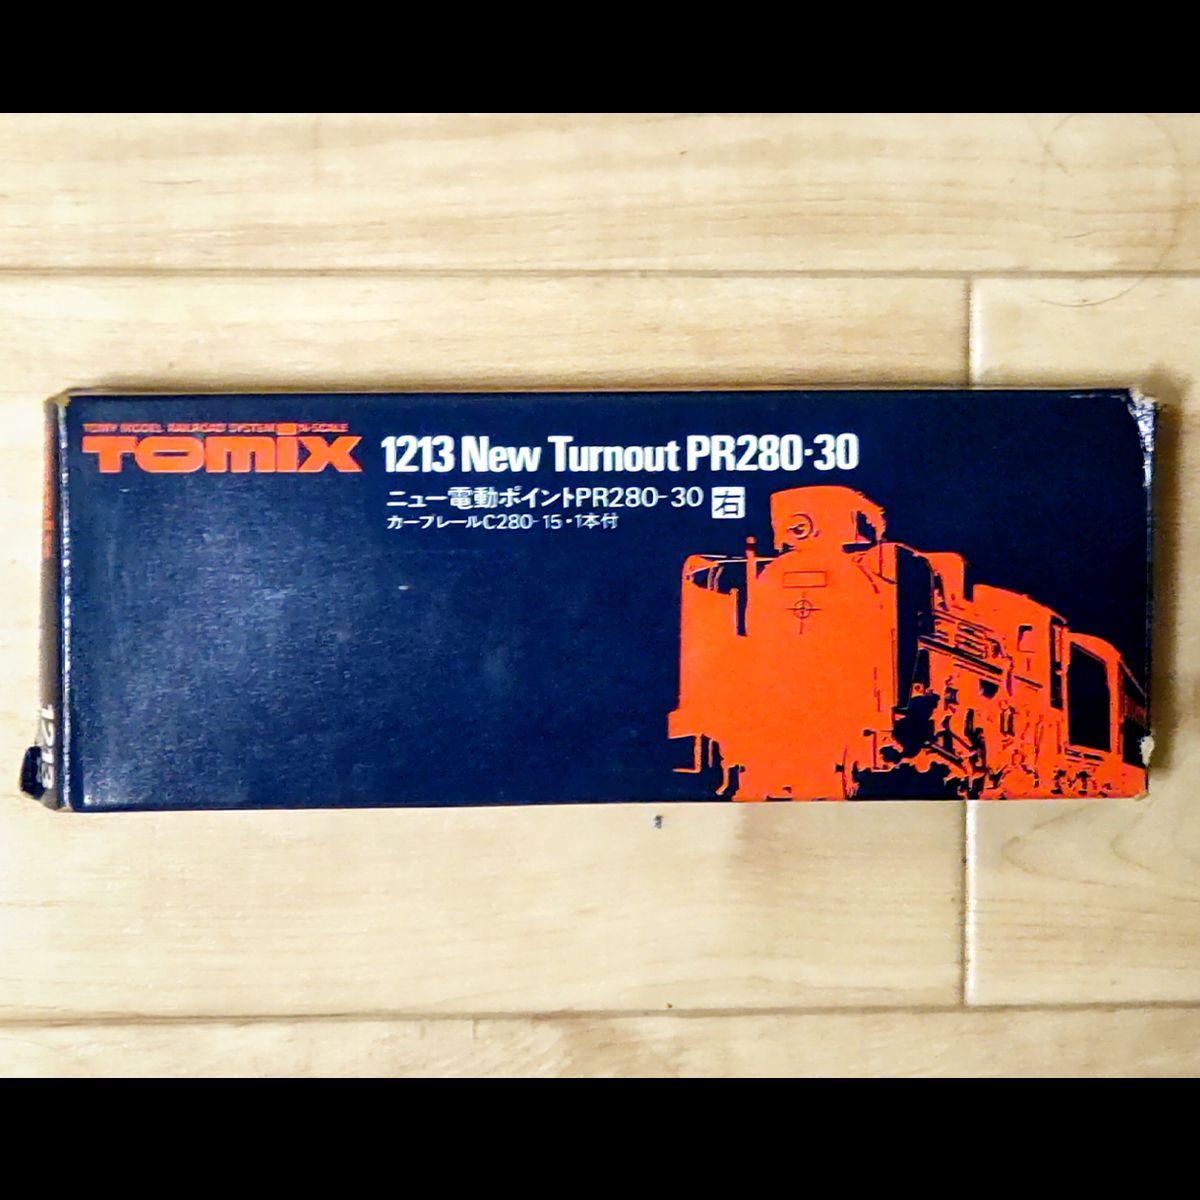 TOMY MODEL RAILROAD SYSTEM N-SCALE
TOMIX
1213 New Turnout PR280-30
ニュー電動ポイントPR280-30 右
カーブレールC280-15・1本付
1213